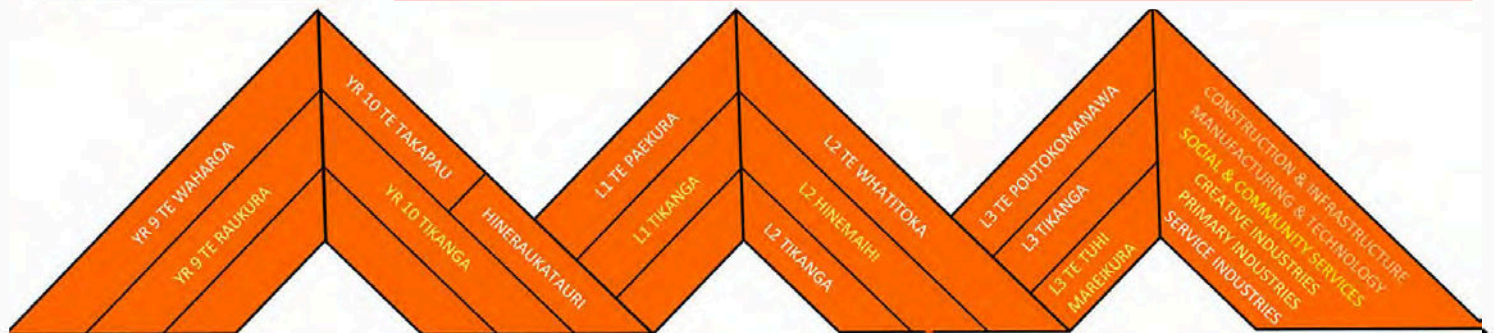 YR 9 TE WAHAROA
YR 9 TE RAUKURA
YR 10 TE TAKAPAU
HINERAUKATAURI
YR 10 TIKANGA
L1 TE PAEKURA
L1 TIKANGA
L2 TE WHATITOKA
L2 HINEMAIHI
L2 TIKANGA
L3 TE POUTOKOMANAWA
L3 TIKANGA
L3 TE TUHI
MAREIKURA
CONSTRUCTION & INFRASTRUCTURE
MANUFACTURING & TECHNOLOGY
SOCIAL & COMMUNITY SERVICES
CREATIVE INDUSTRIES
PRIMARY INDUSTRIES
SERVICE INDUSTRIES